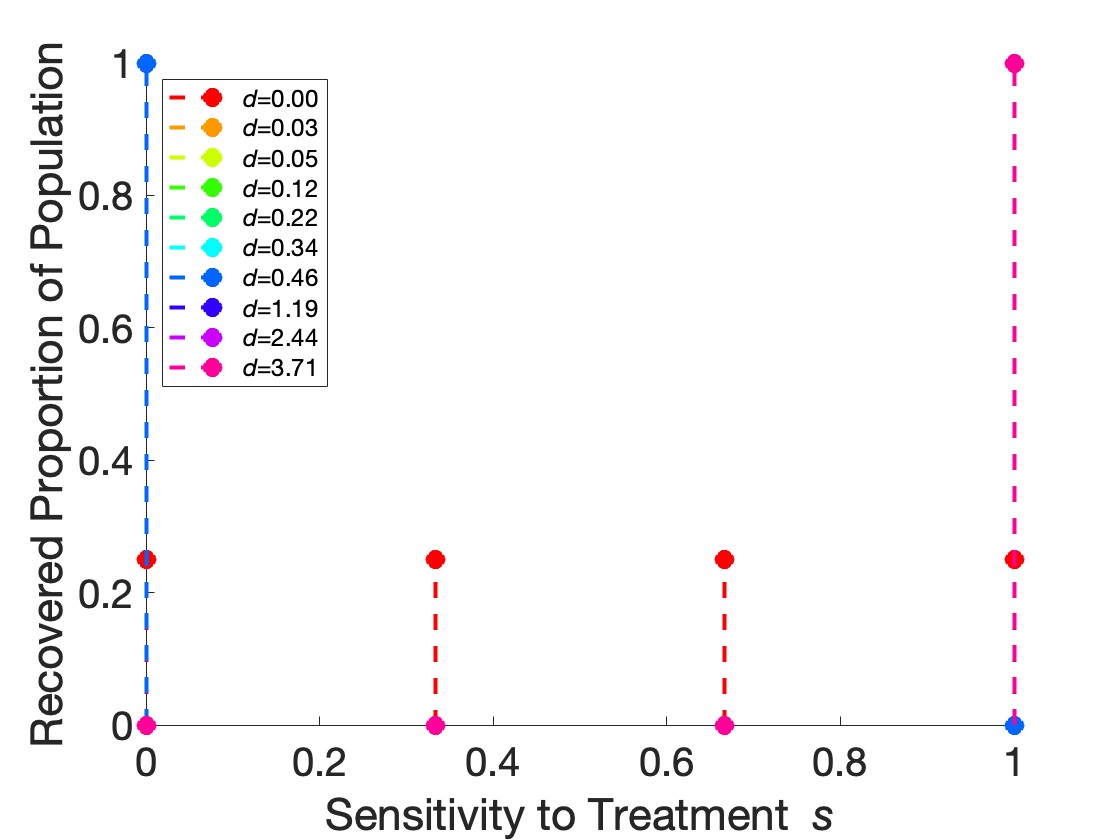 Recovered Proportion of Population
1
0.8
0.6
0.4
0.2
0
d=0.00
d=0.03
d=0.05
d=0.12
d=0.22
d=0.34
d=0.46
d=1.19
d=2.44
d=3.71
0 0.2 0.4 0.6 0.8 1
Sensitivity to Treatment s